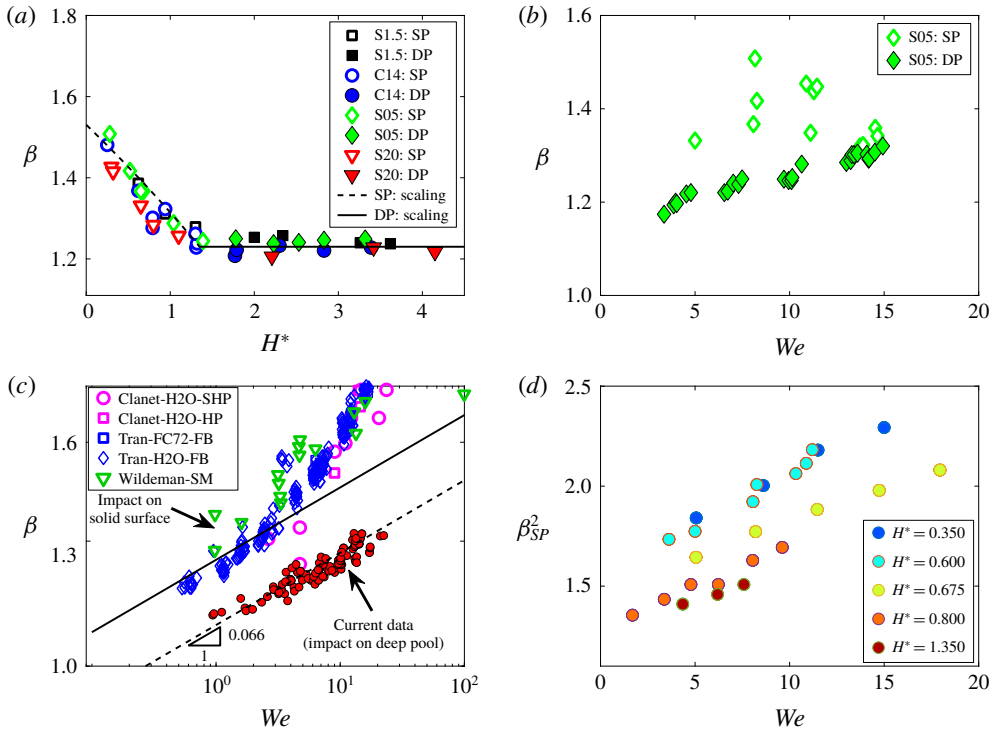 (a)
1.8
1.6
β
1.4
1.2
0
1
2
3
4
H*
S1.5: SP
S1.5: DP
C14: SP
C14: DP
S05: SP
S05: DP
S20: SP
S20: DP
SP: scaling
DP: scaling
(b)
1.6
1.4
β
1.2
1.0
0
5
10
15
20
We
S05: SP
S05: DP
(c)
β
1.6
1.3
1.0
10⁰
10¹
10²
We
Clanet-H2O-SHP
Clanet-H2O-HP
Tran-FC72-FB
Tran-H2O-FB
Wildeman-SM
Impact on
solid surface
0.066
1
Current data
(impact on deep pool)
(d)
2.5
2.0
β²SP
1.5
1.0
0
5
10
15
20
We
H* = 0.350
H* = 0.600
H* = 0.675
H* = 0.800
H* = 1.350